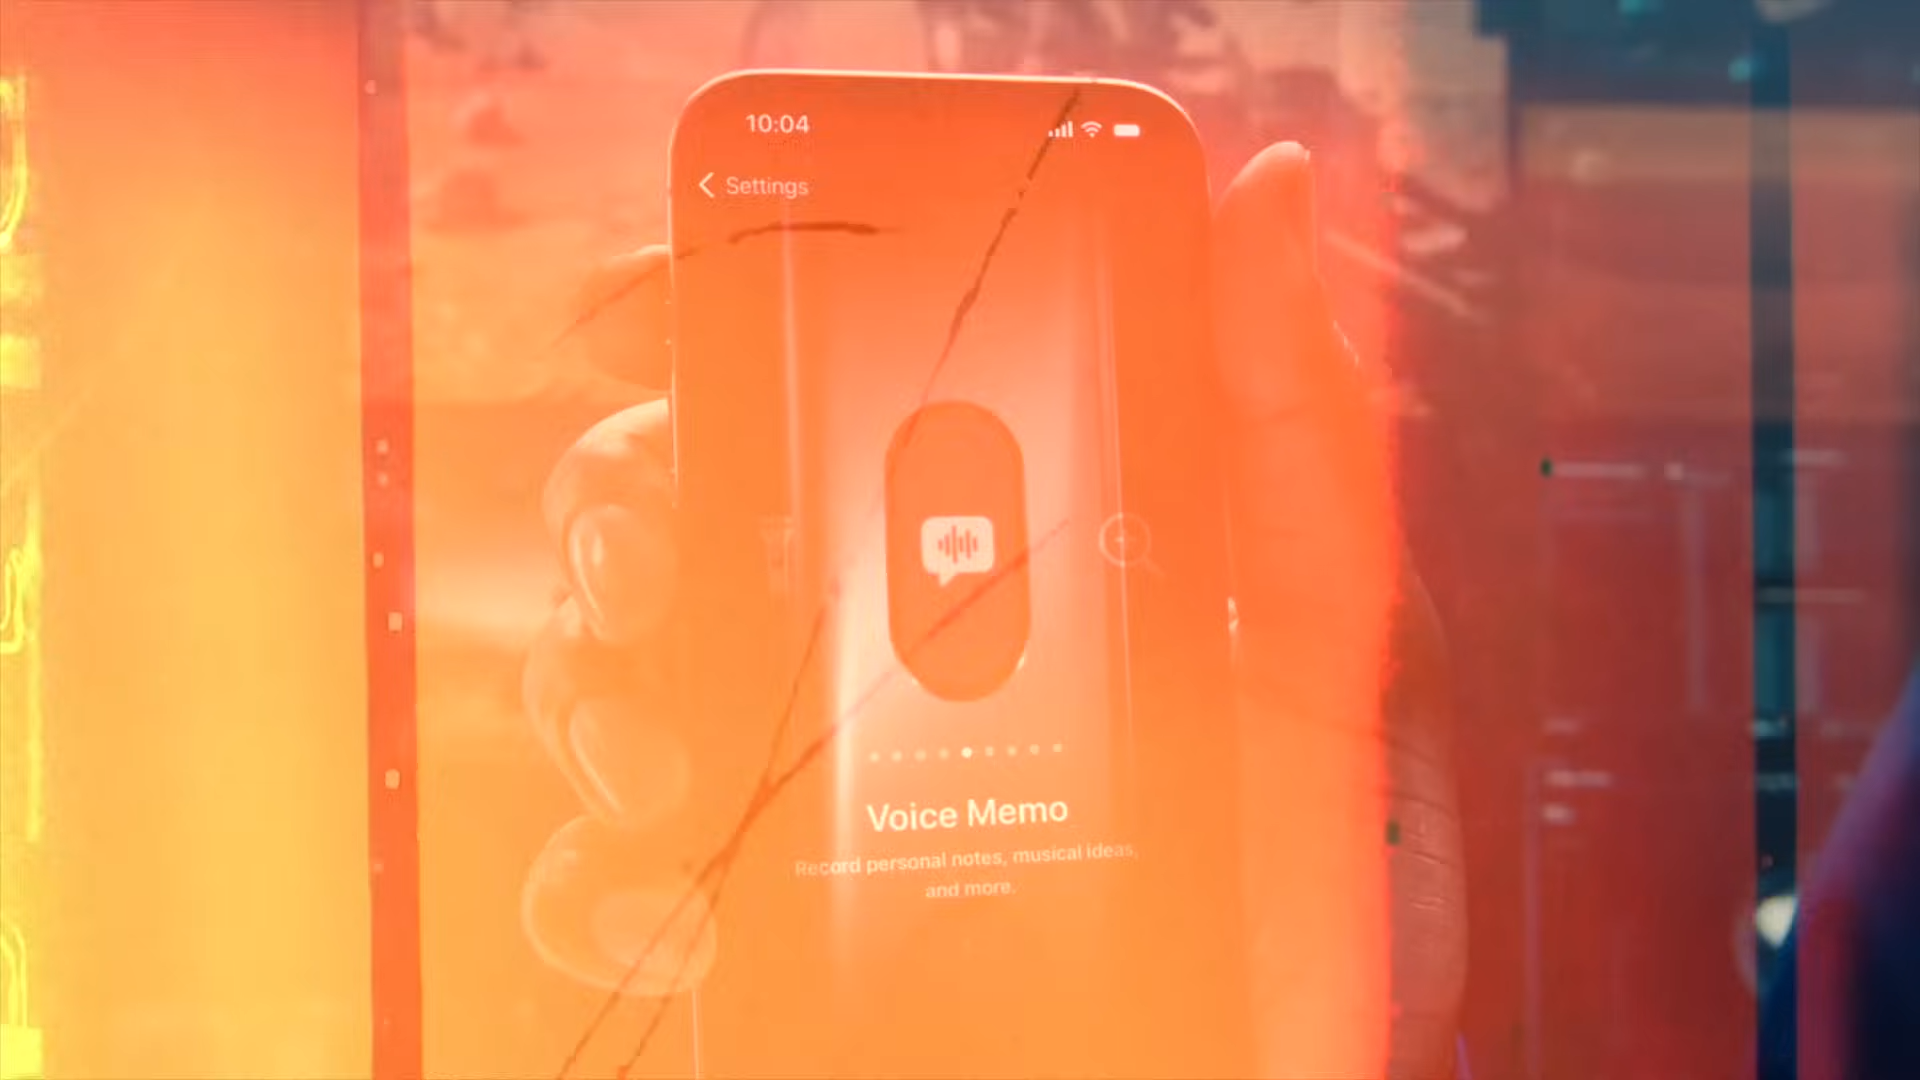 10:04
Settings
Voice Memo
Record personal notes, musical ideas,
and more.